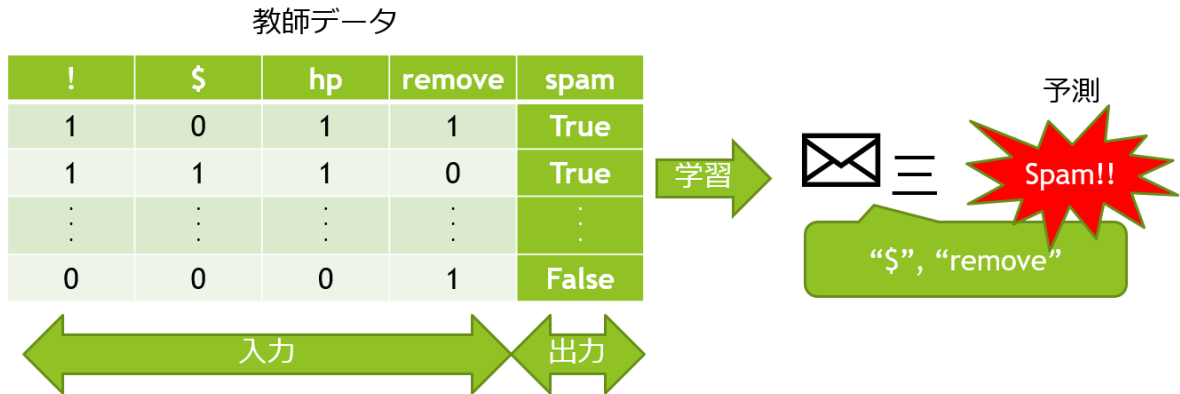 教師データ
! $ hp remove spam
1 0 1 1 True
1 1 1 0 True
⋮ ⋮ ⋮ ⋮ ⋮
0 0 0 1 False
入力 出力
学習
予測
Spam!!
“$”, “remove”